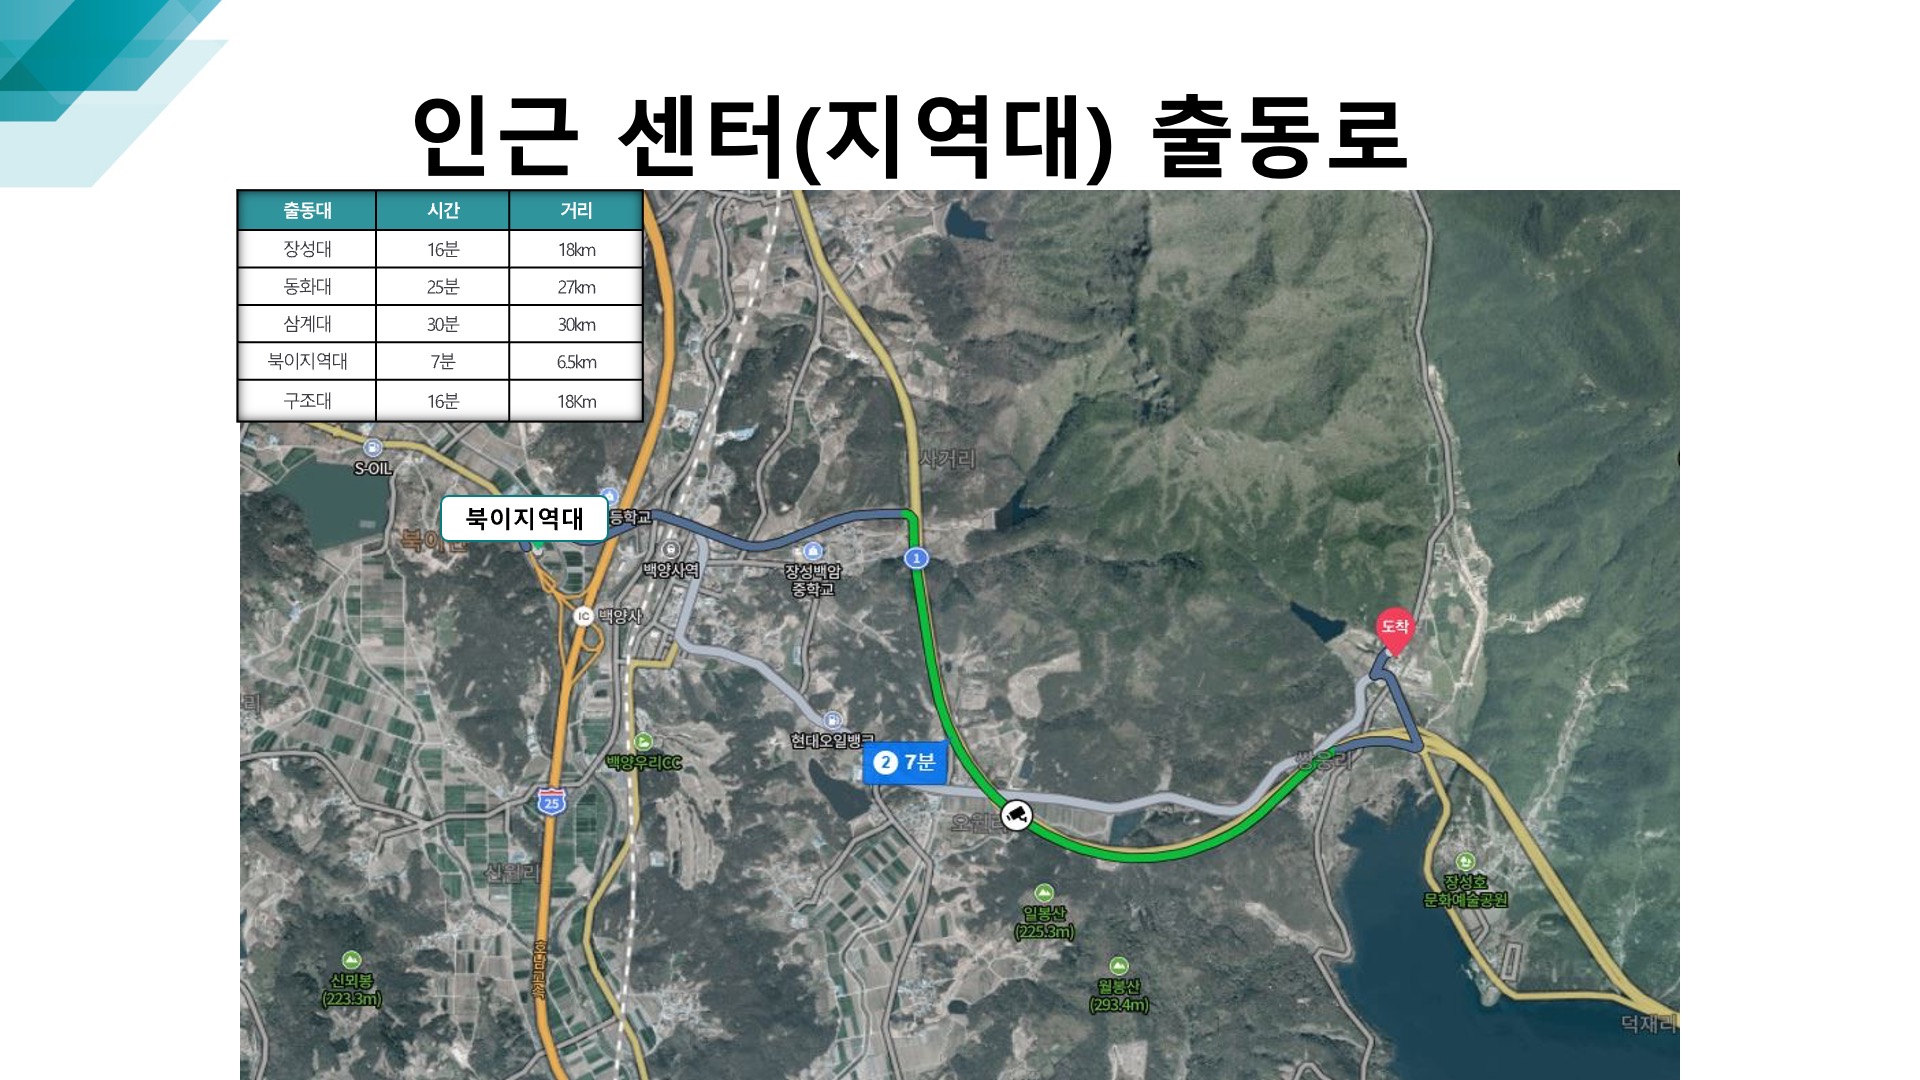 인근 센터(지역대) 출동로
출동대 시간 거리
장성대 16분 18km
동화대 25분 27km
삼계대 30분 30km
북이지역대 7분 6.5km
구조대 16분 18Km
사거리
S-OIL
북이지역대
등학교
백양사역
장성백암
중학교
1
IC 백양사
도착
리
현대오일뱅크
백양우리CC
2 7분
쌍웅리
25
신원리
장성호
문화예술공원
일봉산
(225.3m)
호남고속
신뫼봉
(223.3m)
월봉산
(293.4m)
덕재리